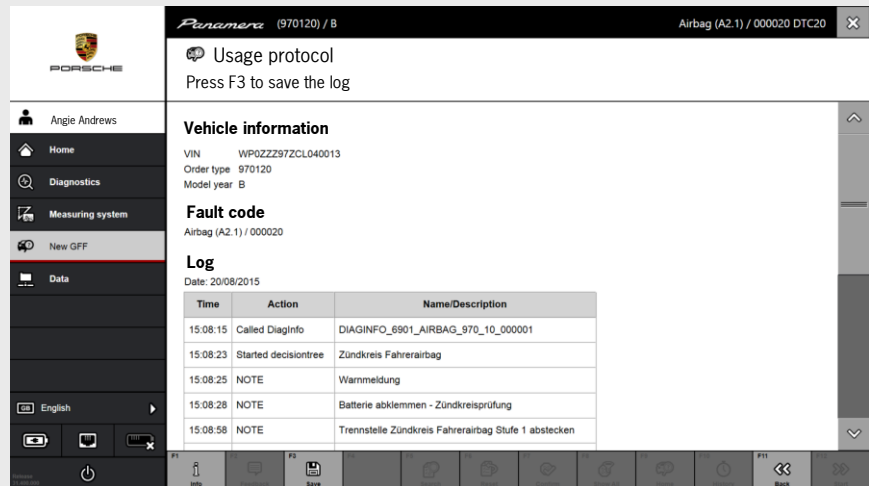 Panamera (970120) / B
Airbag (A2.1) / 000020 DTC20
PORSCHE
Usage protocol
Press F3 to save the log
Angie Andrews
Home
Diagnostics
Measuring system
New GFF
Data
GB English
Vehicle information
VIN WP0ZZZ97ZCL040013
Order type 970120
Model year B
Fault code
Airbag (A2.1) / 000020
Log
Date: 20/08/2015
Time Action Name/Description
15:08:15 Called DiagInfo DIAGINFO_6901_AIRBAG_970_10_000001
15:08:23 Started decisiontree Zündkreis Fahrerairbag
15:08:25 NOTE Warnmeldung
15:08:28 NOTE Batterie abklemmen - Zündkreisprüfung
15:08:58 NOTE Trennstelle Zündkreis Fahrerairbag Stufe 1 abstecken
F1 Info
F3 Save
F11 Back